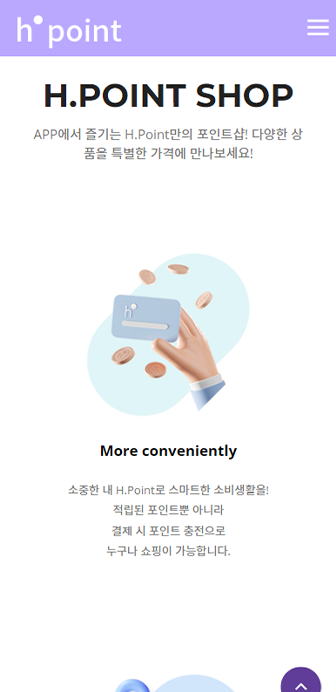 h point
H.POINT SHOP
APP에서 즐기는 H.Point만의 포인트샵! 다양한 상
품을 특별한 가격에 만나보세요!
h
More conveniently
소중한 내 H.Point로 스마트한 소비생활을!
적립된 포인트뿐 아니라
결제 시 포인트 충전으로
누구나 쇼핑이 가능합니다.